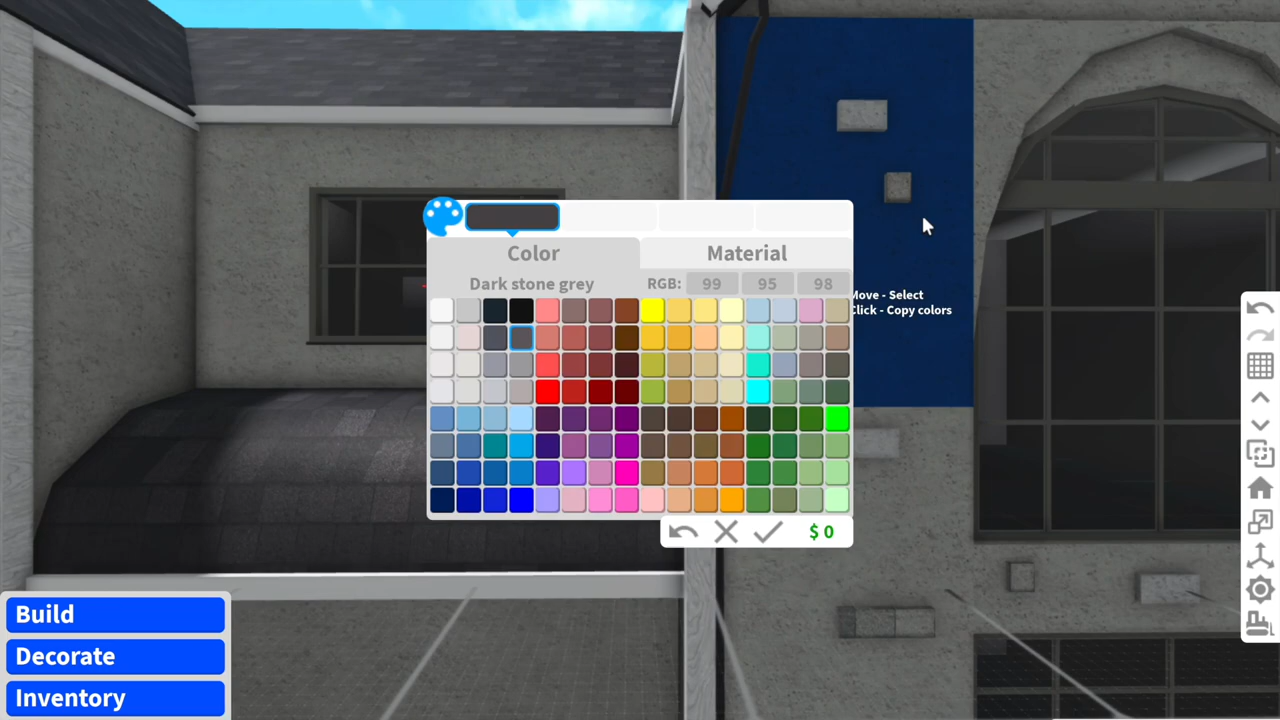 Color
Material
Dark stone grey
RGB: 99 95 98
Move - Select
Click - Copy colors
$ 0
Build
Decorate
Inventory